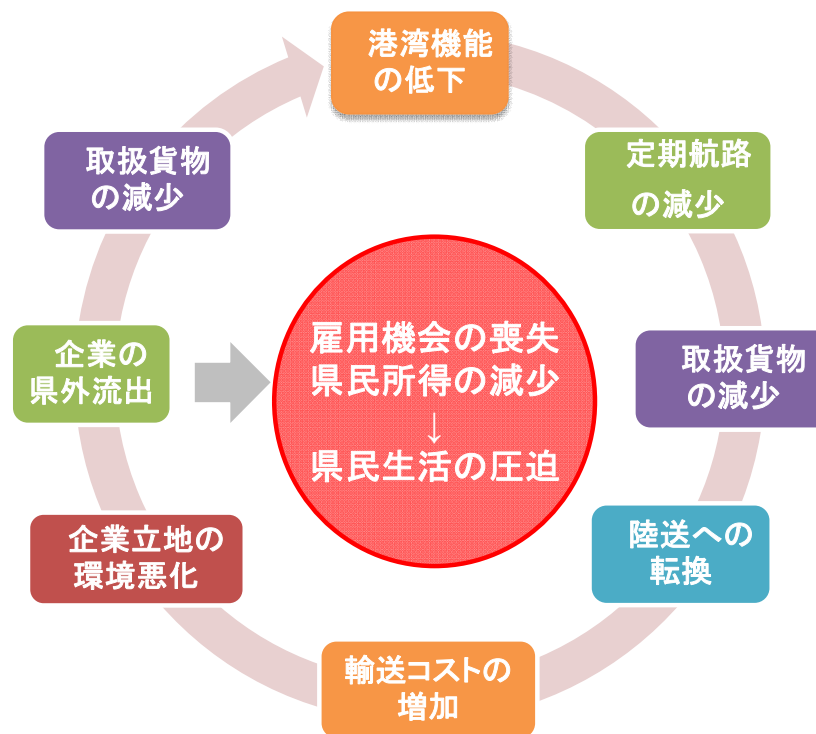 港湾機能
の低下
定期航路
の減少
取扱貨物
の減少
陸送への
転換
輸送コストの
増加
企業立地の
環境悪化
企業の
県外流出
取扱貨物
の減少
雇用機会の喪失
県民所得の減少
↓
県民生活の圧迫